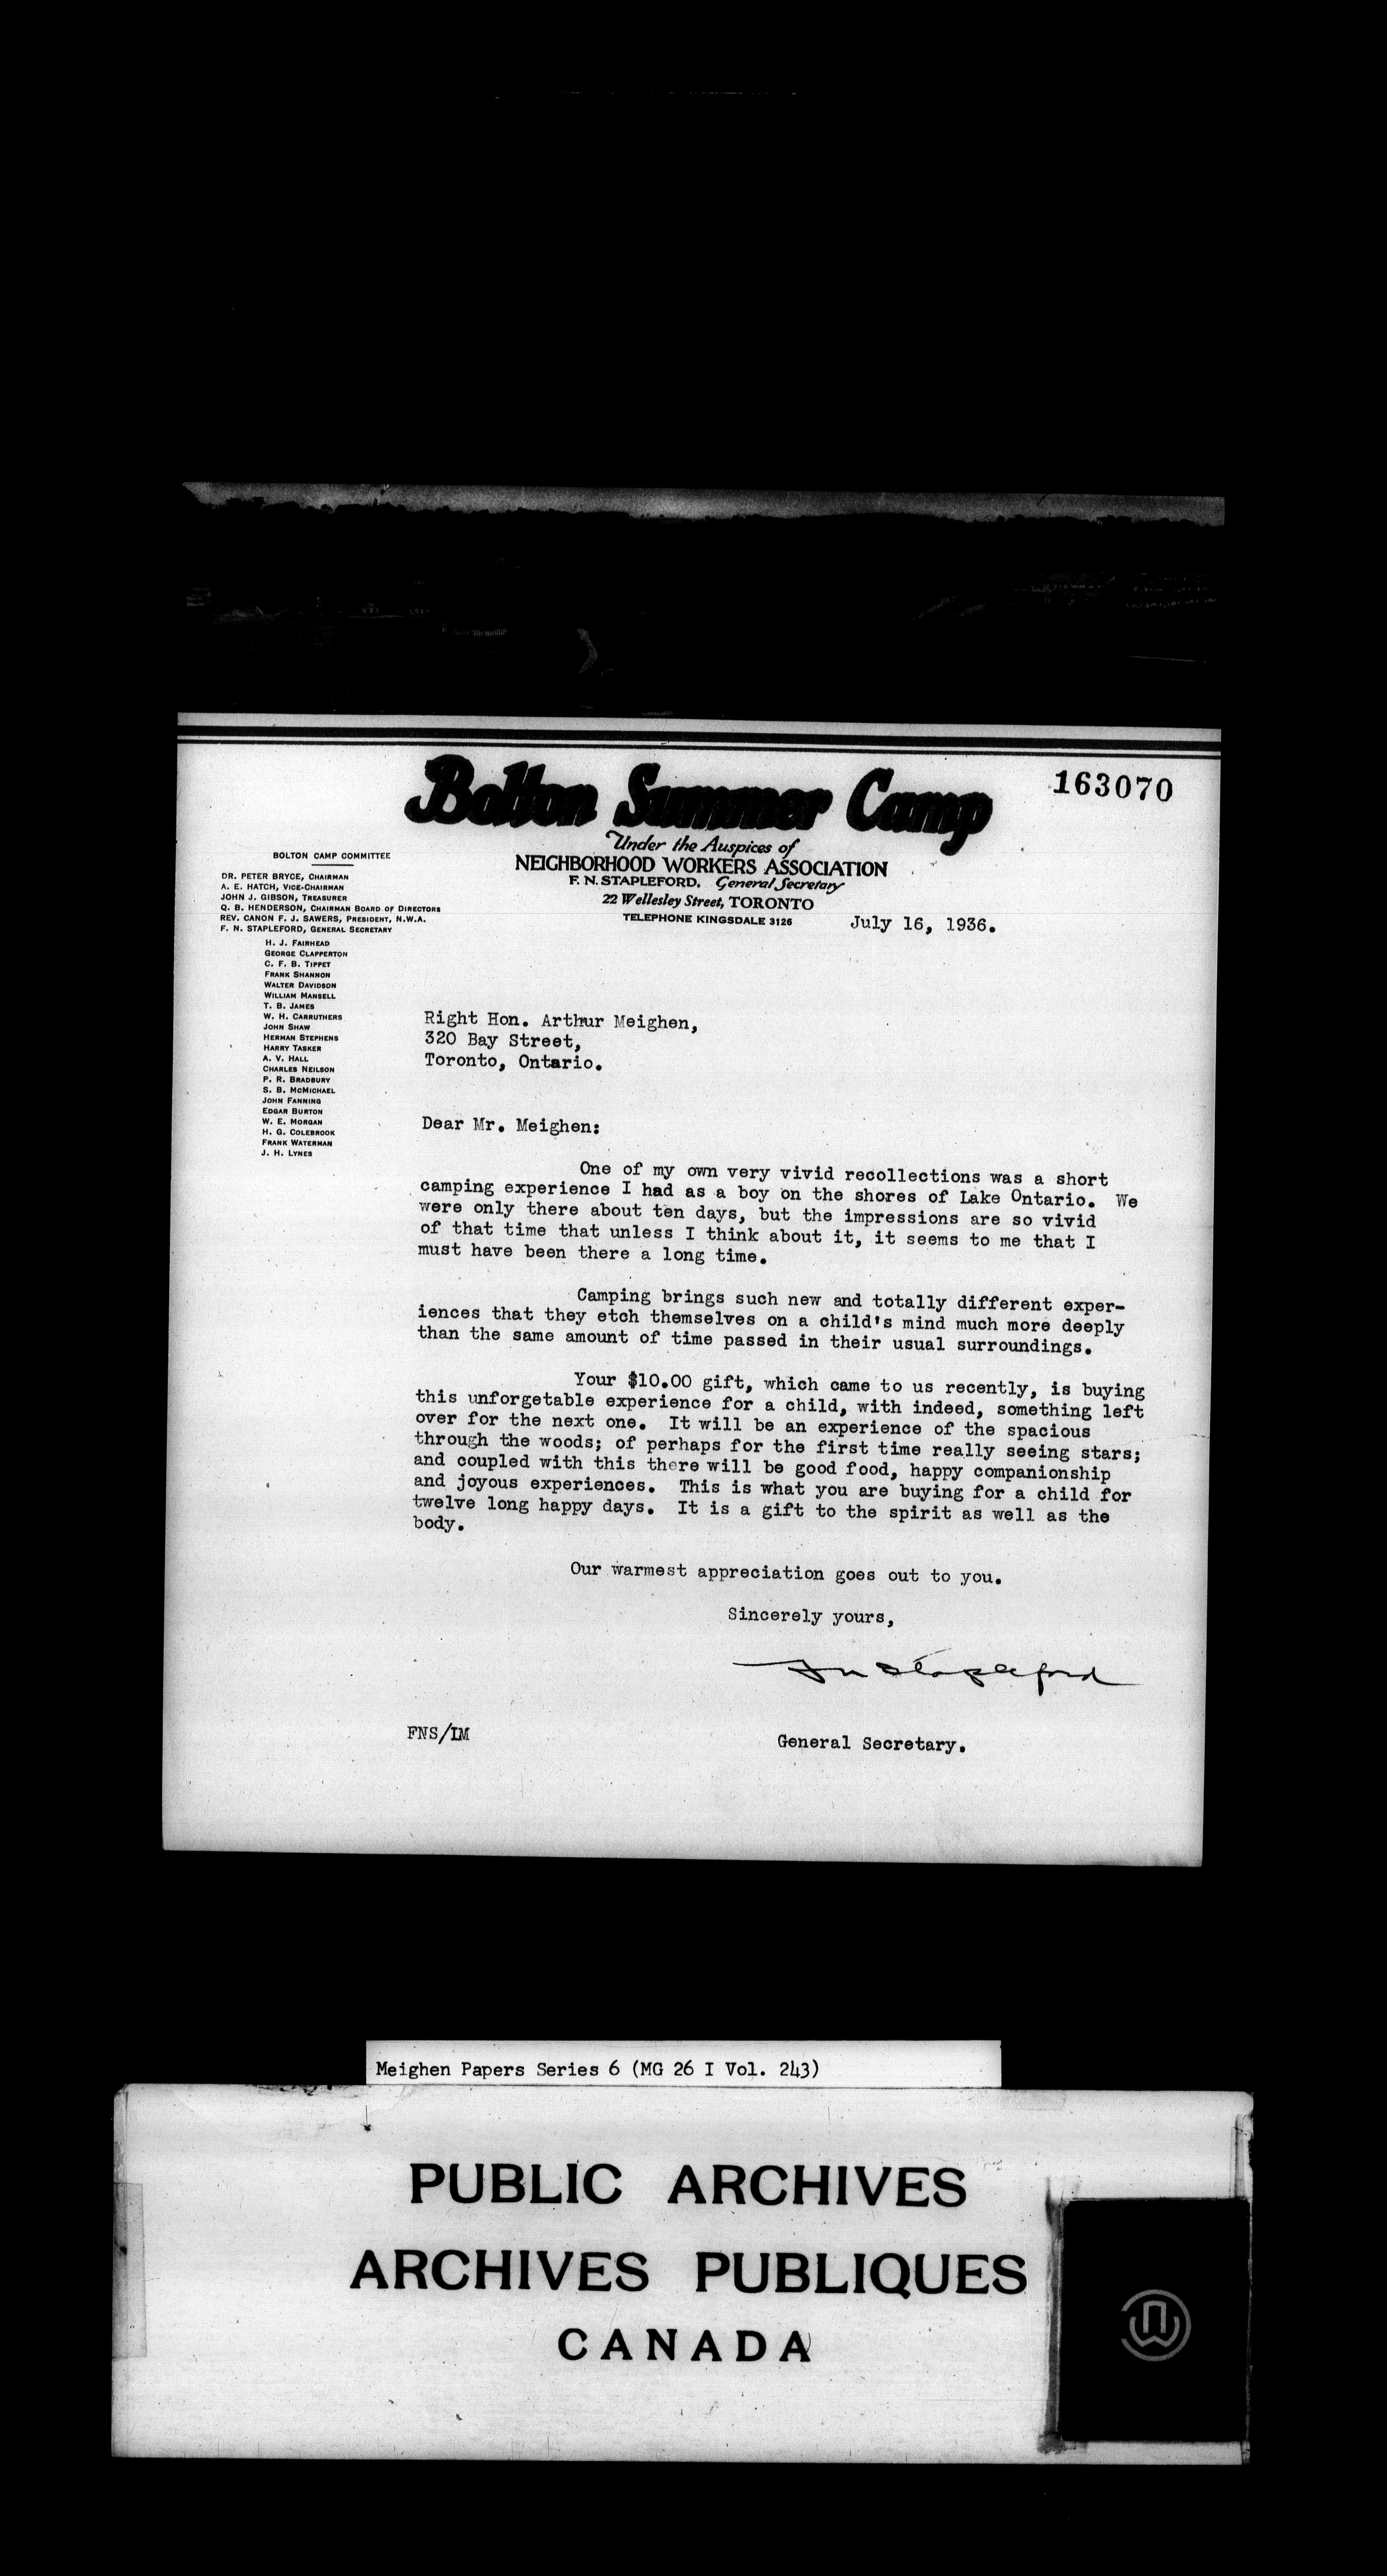 Bolton Summer Camp
163070
Under the Auspices of
NEIGHBORHOOD WORKERS ASSOCIATION
F. N. STAPLEFORD, General Secretary
22 Wellesley Street, TORONTO
TELEPHONE KINGSDALE 3126
July 16, 1936.
BOLTON CAMP COMMITTEE
DR. PETER BRYCE, CHAIRMAN
A. E. HATCH, VICE-CHAIRMAN
JOHN J. GIBSON, TREASURER
Q. B. HENDERSON, CHAIRMAN BOARD OF DIRECTORS
REV. CANON F. J. SAWERS, PRESIDENT, N.W.A.
F. N. STAPLEFORD, GENERAL SECRETARY
H. J. FAIRHEAD
GEORGE CLAPPERTON
C. F. B. TIPPET
FRANK SHANNON
WALTER DAVIDSON
WILLIAM MANSELL
T. B. JAMES
W. H. CARRUTHERS
JOHN SHAW
HERMAN STEPHENS
HARRY TASKER
A. V. HALL
CHARLES NEILSON
P. R. BRADBURY
S. B. MCMICHAEL
JOHN FANNING
EDGAR BURTON
W. E. MORGAN
H. G. COLEBROOK
FRANK WATERMAN
J. H. LYNES
Right Hon. Arthur Meighen,
320 Bay Street,
Toronto, Ontario.
Dear Mr. Meighen:
One of my own very vivid recollections was a short
camping experience I had as a boy on the shores of Lake Ontario. We
were only there about ten days, but the impressions are so vivid
of that time that unless I think about it, it seems to me that I
must have been there a long time.
Camping brings such new and totally different exper-
iences that they etch themselves on a child's mind much more deeply
than the same amount of time passed in their usual surroundings.
Your $10.00 gift, which came to us recently, is buying
this unforgetable experience for a child, with indeed, something left
over for the next one. It will be an experience of the spacious
through the woods; of perhaps for the first time really seeing stars;
and coupled with this there will be good food, happy companionship
and joyous experiences. This is what you are buying for a child for
twelve long happy days. It is a gift to the spirit as well as the
body.
Our warmest appreciation goes out to you.
Sincerely yours,
FN Stapleford
FNS/IM
General Secretary.
Meighen Papers Series 6 (MG 26 I Vol. 243)
PUBLIC ARCHIVES
ARCHIVES PUBLIQUES
CANADA